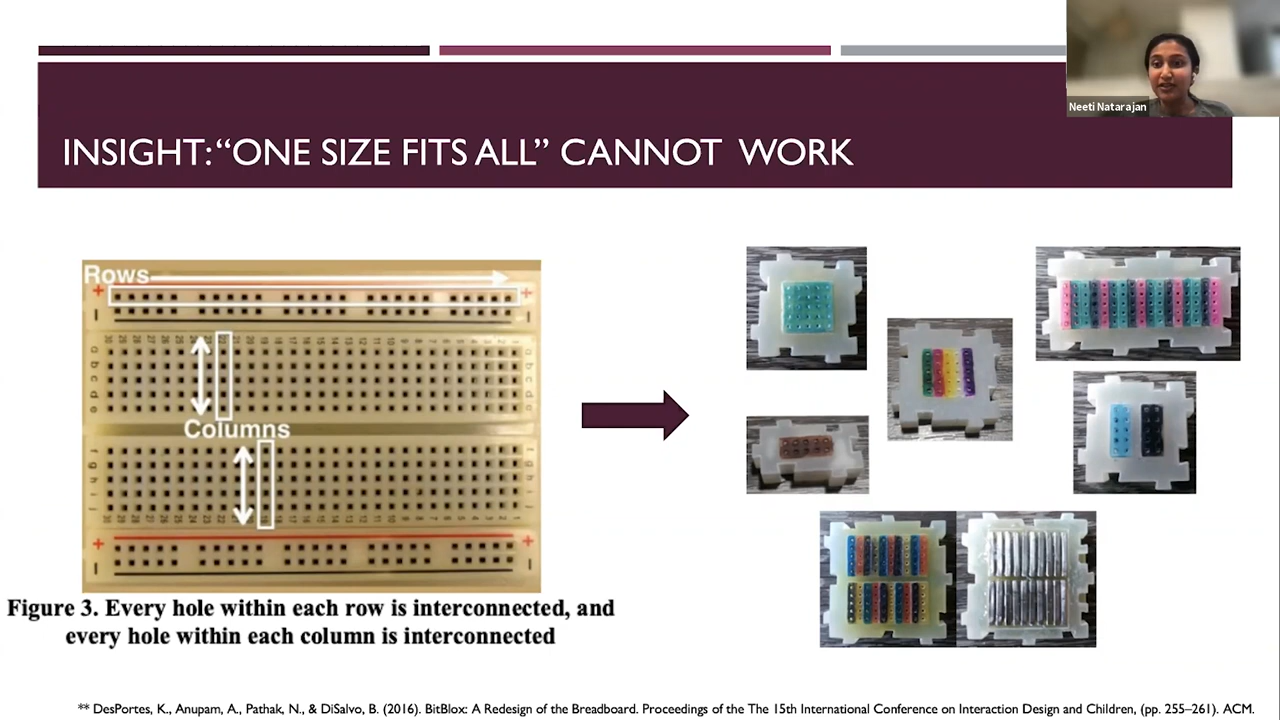 INSIGHT: “ONE SIZE FITS ALL” CANNOT WORK
Neeti Natarajan
Rows
Columns
Figure 3. Every hole within each row is interconnected, and
every hole within each column is interconnected
** DesPortes, K., Anupam, A., Pathak, N., & DiSalvo, B. (2016). BitBlox: A Redesign of the Breadboard. Proceedings of the The 15th International Conference on Interaction Design and Children, (pp. 255–261). ACM.